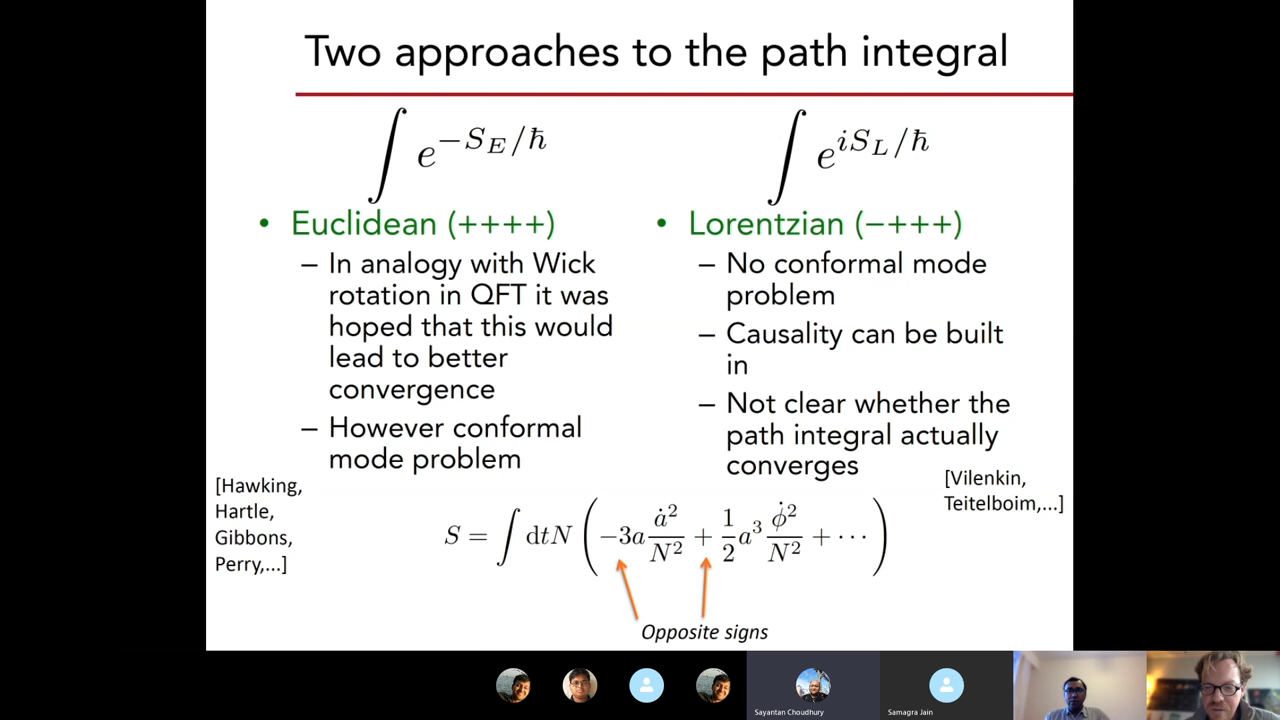 Two approaches to the path integral
∫ e^{−S_E/ħ}
∫ e^{iS_L/ħ}
• Euclidean (++++)
– In analogy with Wick
rotation in QFT it was
hoped that this would
lead to better
convergence
– However conformal
mode problem
[Hawking,
Hartle,
Gibbons,
Perry,...]
• Lorentzian (−+++)
– No conformal mode
problem
– Causality can be built
in
– Not clear whether the
path integral actually
converges
[Vilenkin,
Teitelboim,...]
S = ∫ dtN ( −3a ȧ²/N² + 1/2 a³ φ̇²/N² + ⋯ )
Opposite signs
Sayantan Choudhury
Samagra Jain